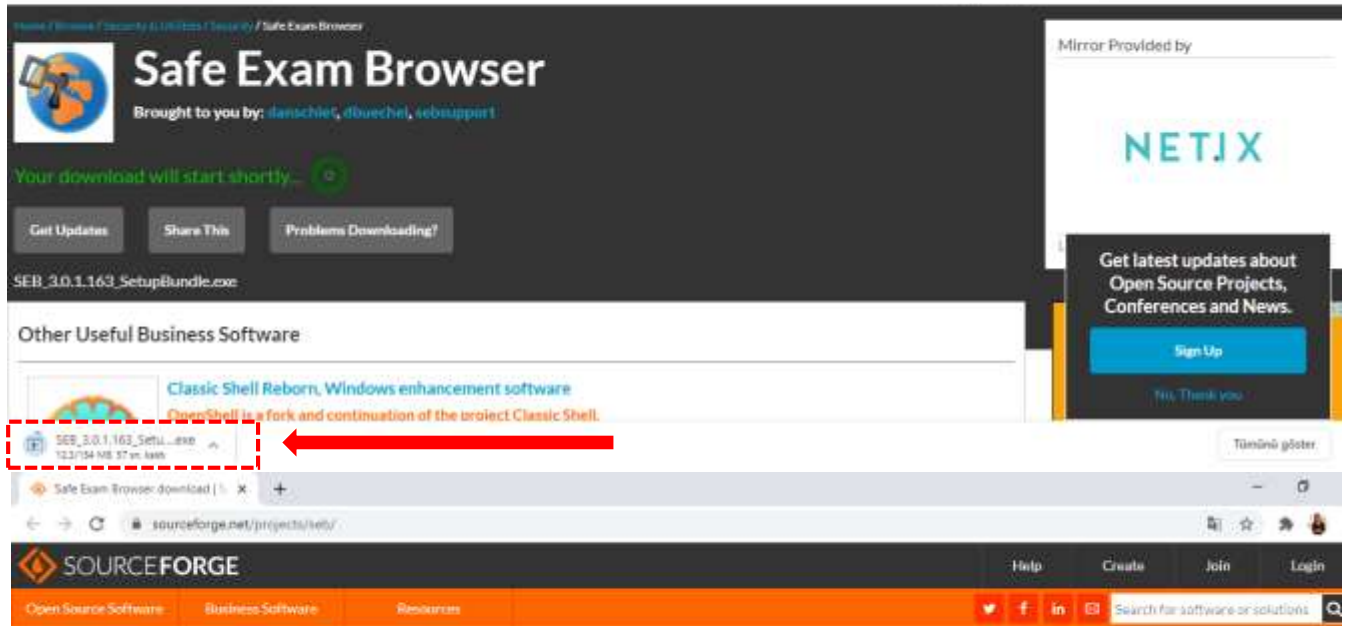 Home / Browse / Security & Utilities / Security / Safe Exam Browser
Safe Exam Browser
Brought to you by: danschlet, dbuechel, sebsupport
Your download will start shortly...
Get Updates
Share This
Problems Downloading?
SEB_3.0.1.163_SetupBundle.exe
Mirror Provided by
NETIX
Get latest updates about
Open Source Projects,
Conferences and News.
Sign Up
No, Thank you
Other Useful Business Software
Classic Shell Reborn, Windows enhancement software
OpenShell is a fork and continuation of the project Classic Shell.
SEB_3.0.1.163_Setu....exe
Tümünü göster
Safe Exam Browser download |
sourceforge.net/projects/seb/
SOURCEFORGE
Help
Create
Join
Login
Open Source Software
Business Software
Resources
Search for software or solutions